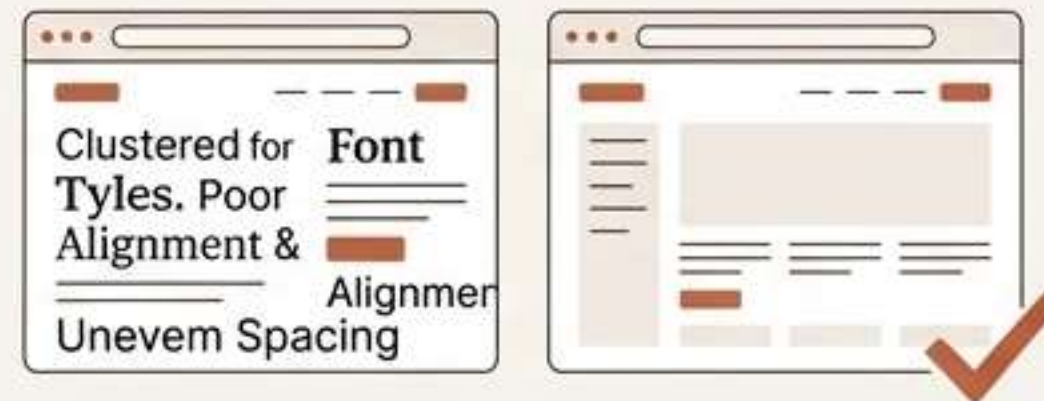 Clustered for
Tyles. Poor
Alignment &
Unevem Spacing
Font
Alignmer